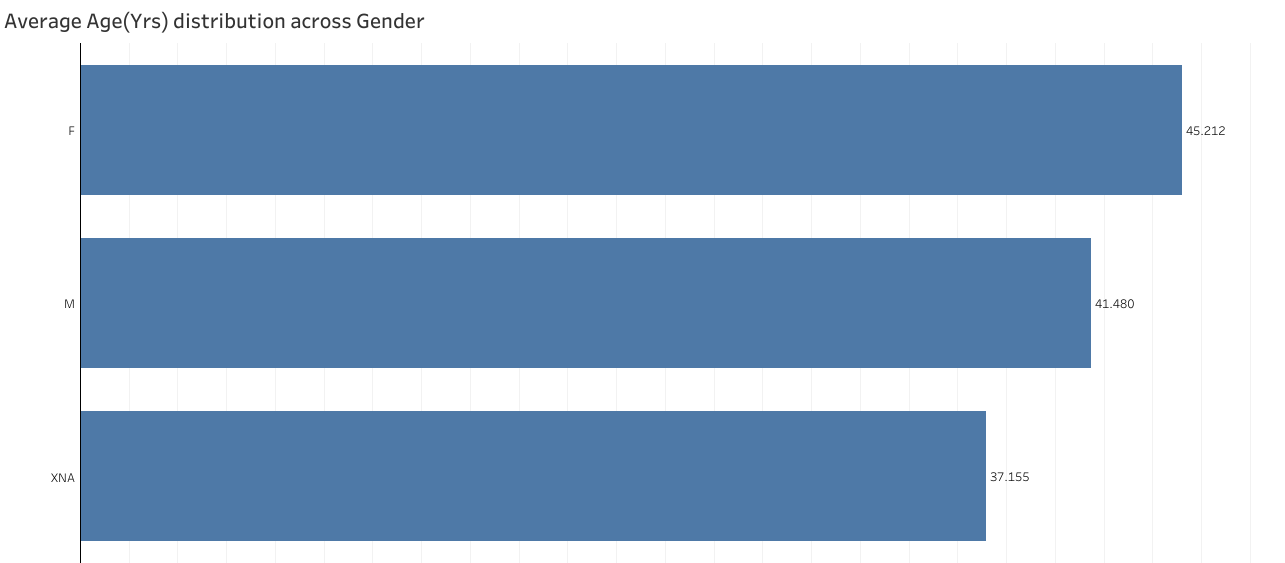 Average Age(Yrs) distribution across Gender
F
45.212
M
41.480
XNA
37.155